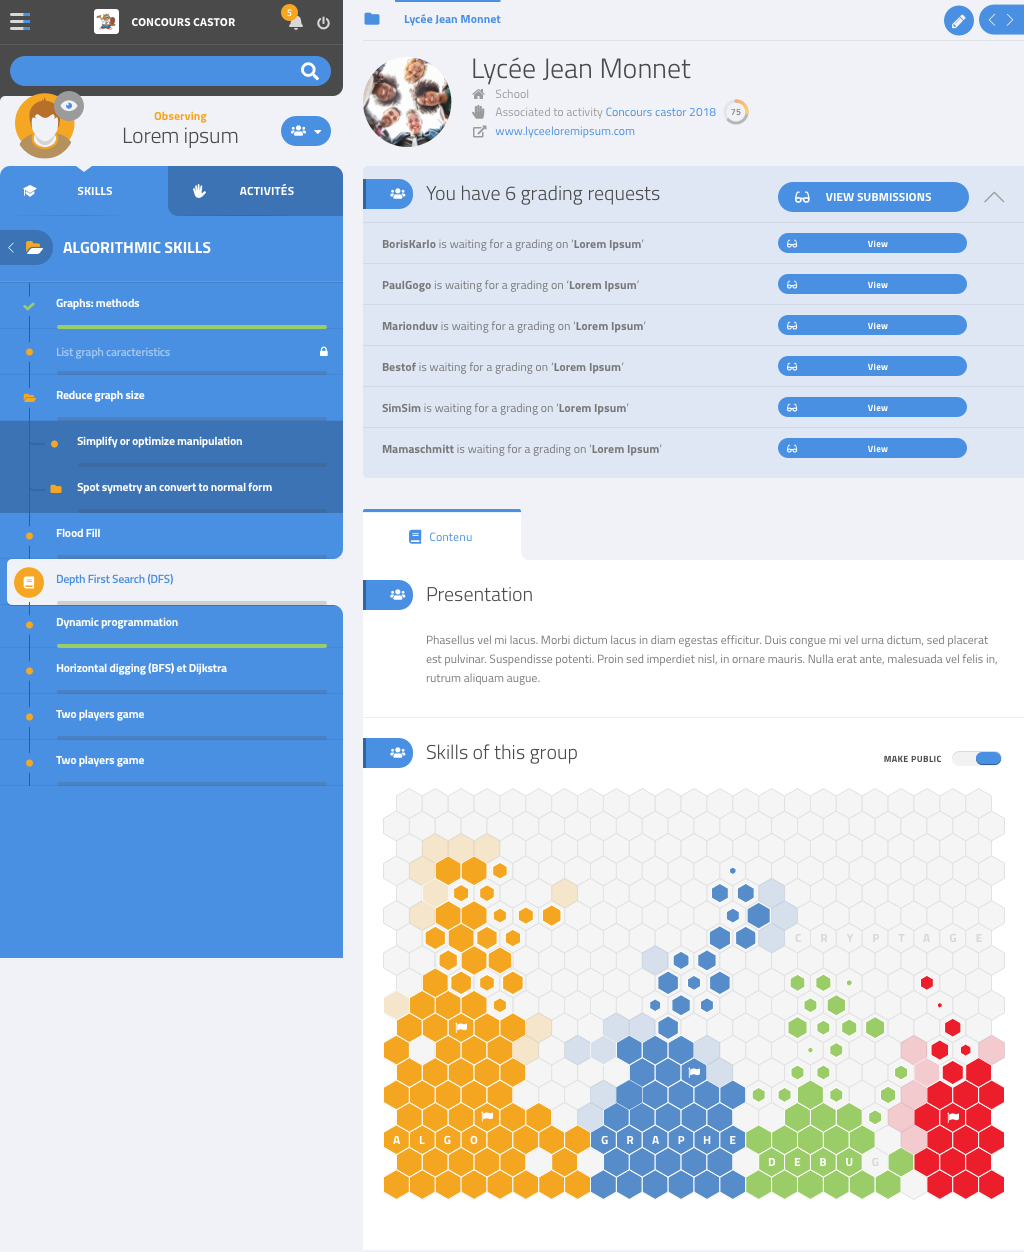 CONCOURS CASTOR
5
Observing
Lorem ipsum
SKILLS
ACTIVITÉS
ALGORITHMIC SKILLS
Graphs: methods
List graph caracteristics
Reduce graph size
Simplify or optimize manipulation
Spot symetry an convert to normal form
Flood Fill
Depth First Search (DFS)
Dynamic programmation
Horizontal digging (BFS) et Dijkstra
Two players game
Two players game
Lycée Jean Monnet
Lycée Jean Monnet
School
Associated to activity Concours castor 2018
75
www.lyceeloremipsum.com
You have 6 grading requests
VIEW SUBMISSIONS
BorisKarlo is waiting for a grading on ‘Lorem Ipsum’
View
PaulGogo is waiting for a grading on ‘Lorem Ipsum’
View
Marionduv is waiting for a grading on ‘Lorem Ipsum’
View
Bestof is waiting for a grading on ‘Lorem Ipsum’
View
SimSim is waiting for a grading on ‘Lorem Ipsum’
View
Mamaschmitt is waiting for a grading on ‘Lorem Ipsum’
View
Contenu
Presentation
Phasellus vel mi lacus. Morbi dictum lacus in diam egestas efficitur. Duis congue mi vel urna dictum, sed placerat
est pulvinar. Suspendisse potenti. Proin sed imperdiet nisl, in ornare mauris. Nulla erat ante, malesuada vel felis in,
rutrum aliquam augue.
Skills of this group
MAKE PUBLIC
CRYPTAGE
ALGO
GRAPHE
DEBUG